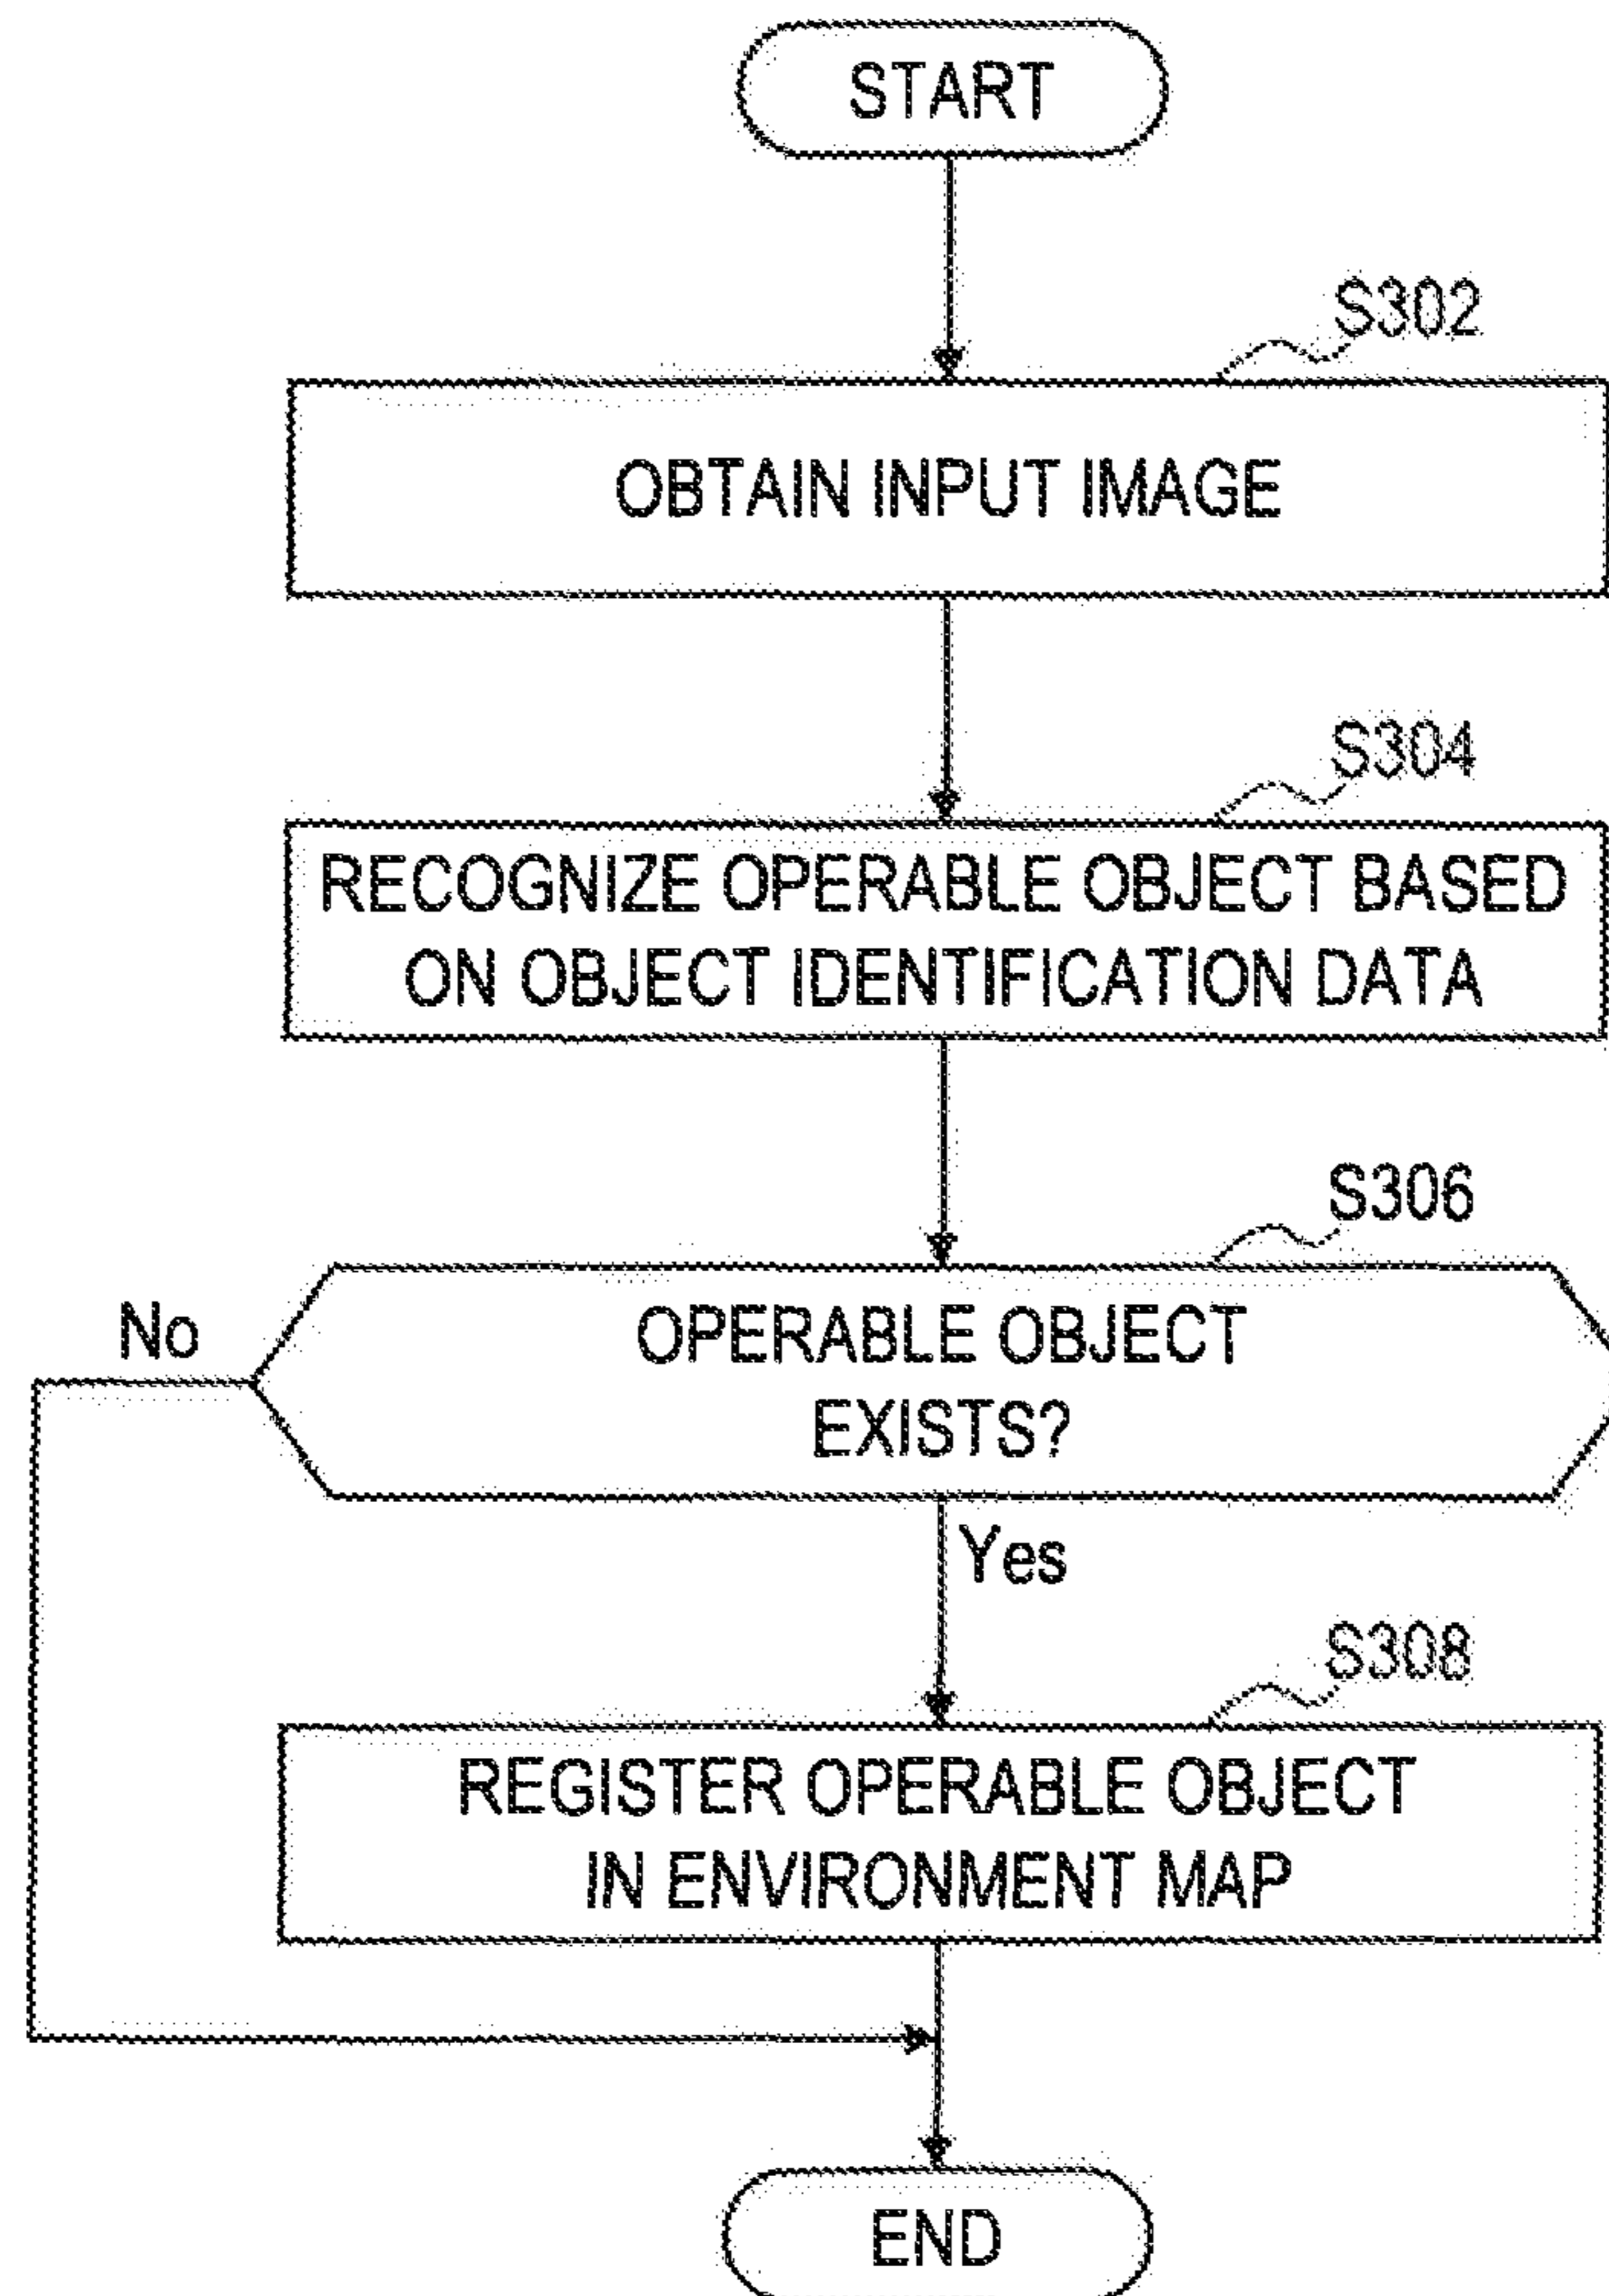 START
S302
OBTAIN INPUT IMAGE
S304
RECOGNIZE OPERABLE OBJECT BASED
ON OBJECT IDENTIFICATION DATA
S306
No
OPERABLE OBJECT
EXISTS?
Yes
S308
REGISTER OPERABLE OBJECT
IN ENVIRONMENT MAP
END